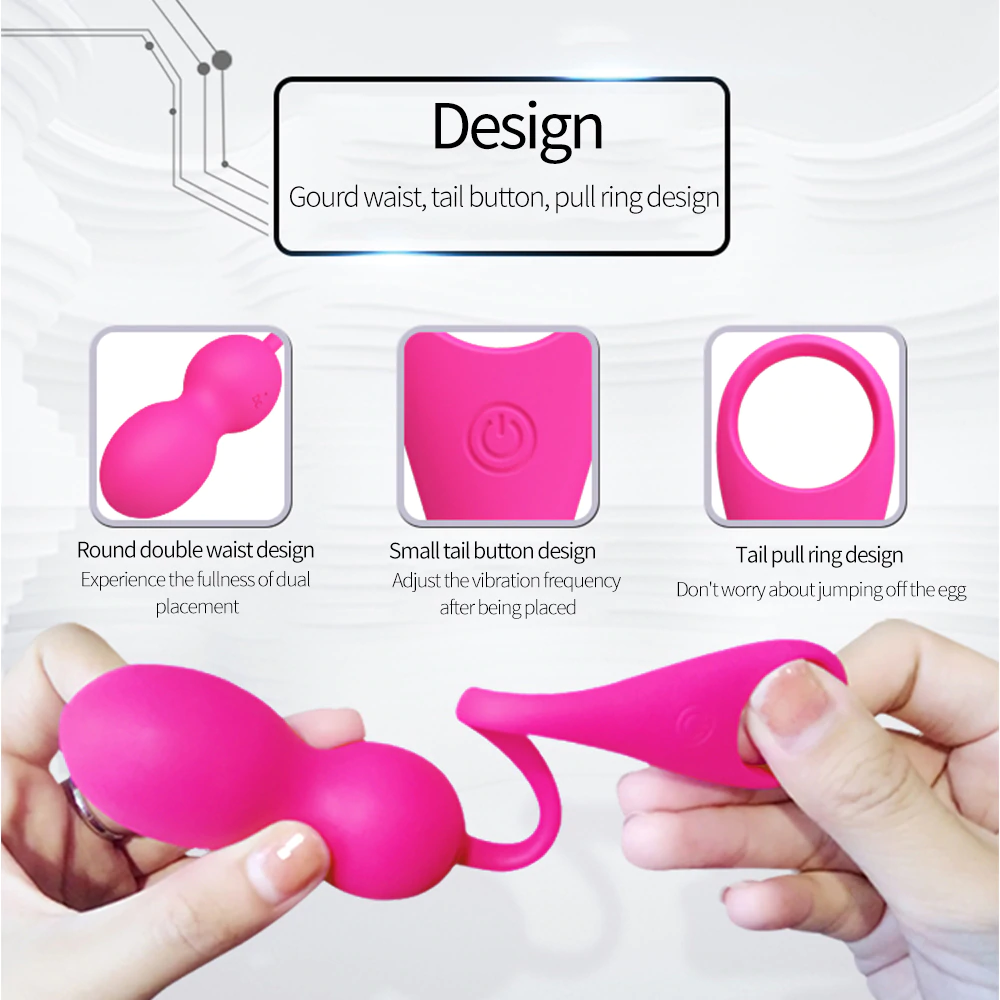 Design
Gourd waist, tail button, pull ring design
Round double waist design
Experience the fullness of dual
placement
Small tail button design
Adjust the vibration frequency
after being placed
Tail pull ring design
Don't worry about jumping off the egg